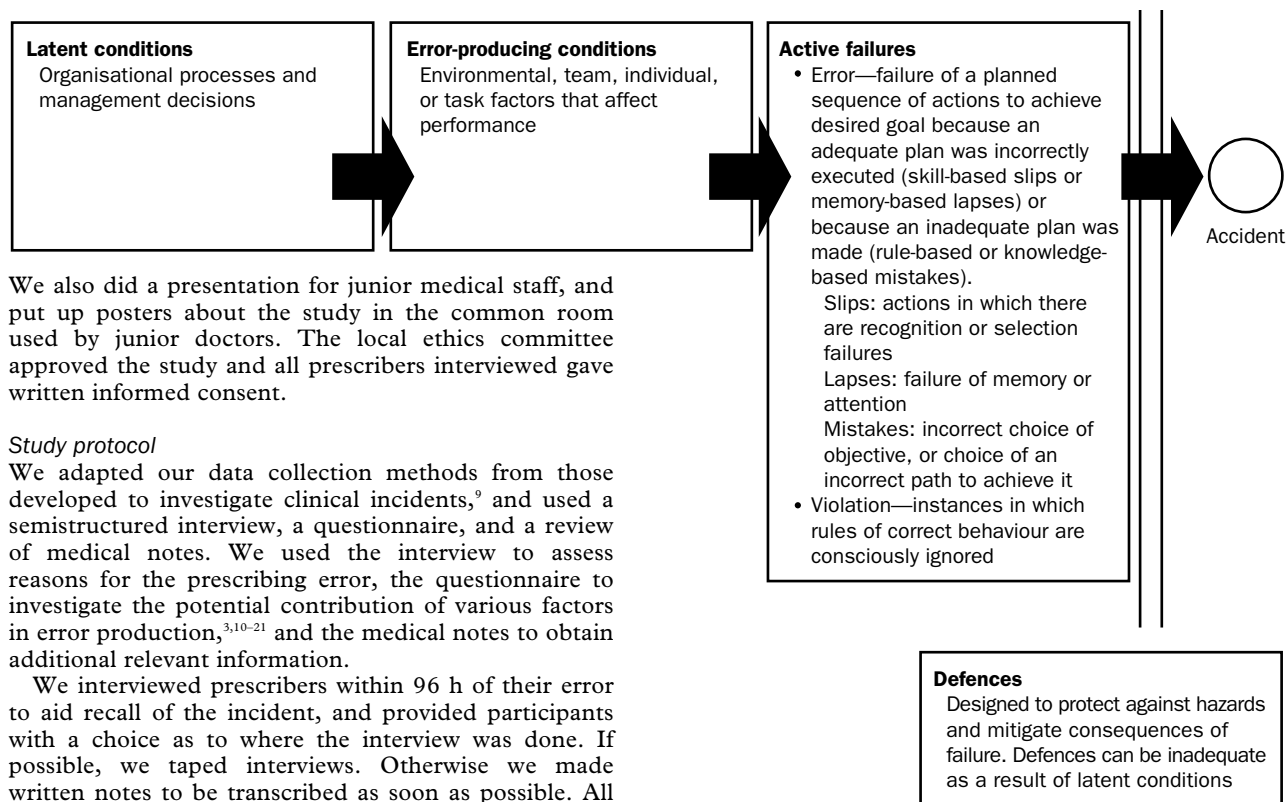 Latent conditions
Organisational processes and
management decisions
Error-producing conditions
Environmental, team, individual,
or task factors that affect
performance
Active failures
• Error—failure of a planned
sequence of actions to achieve
desired goal because an
adequate plan was incorrectly
executed (skill-based slips or
memory-based lapses) or
because an inadequate plan was
made (rule-based or knowledge-
based mistakes).
Slips: actions in which there
are recognition or selection
failures
Lapses: failure of memory or
attention
Mistakes: incorrect choice of
objective, or choice of an
incorrect path to achieve it
• Violation—instances in which
rules of correct behaviour are
consciously ignored
Accident
Defences
Designed to protect against hazards
and mitigate consequences of
failure. Defences can be inadequate
as a result of latent conditions
We also did a presentation for junior medical staff, and
put up posters about the study in the common room
used by junior doctors. The local ethics committee
approved the study and all prescribers interviewed gave
written informed consent.
Study protocol
We adapted our data collection methods from those
developed to investigate clinical incidents,⁹ and used a
semistructured interview, a questionnaire, and a review
of medical notes. We used the interview to assess
reasons for the prescribing error, the questionnaire to
investigate the potential contribution of various factors
in error production,³,¹⁰⁻²¹ and the medical notes to obtain
additional relevant information.
We interviewed prescribers within 96 h of their error
to aid recall of the incident, and provided participants
with a choice as to where the interview was done. If
possible, we taped interviews. Otherwise we made
written notes to be transcribed as soon as possible. All